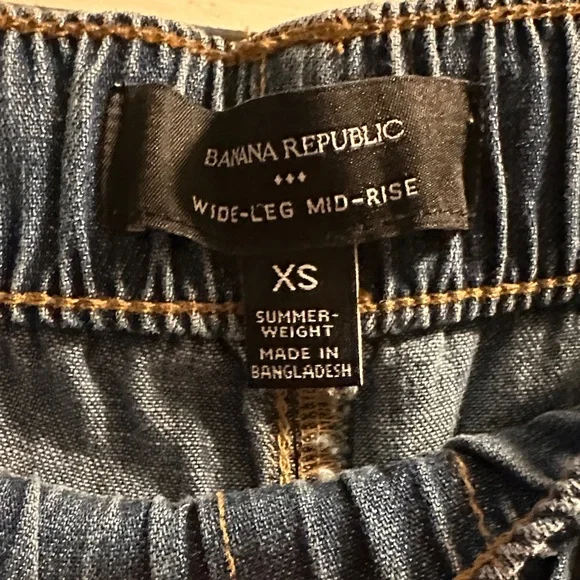 BANANA REPUBLIC
WIDE-LEG MID-RISE
XS
SUMMER-
WEIGHT
MADE IN
BANGLADESH